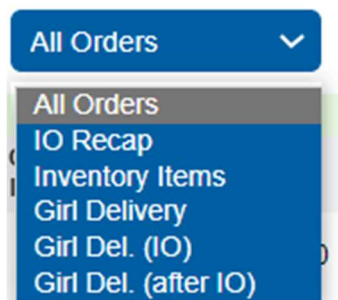 All Orders
All Orders
IO Recap
Inventory Items
Girl Delivery
Girl Del. (IO)
Girl Del. (after IO)